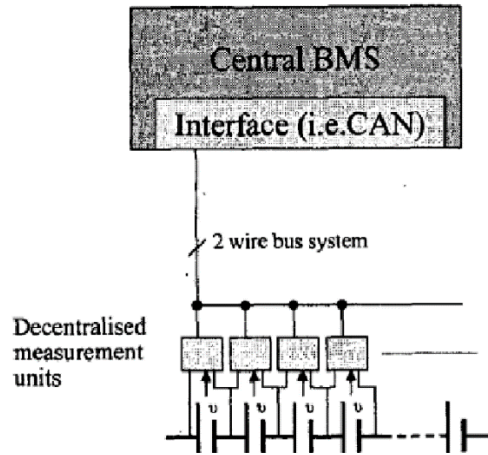 Central BMS
Interface (i.e.CAN)
2 wire bus system
Decentralised
measurement
units
υ υ υ υ